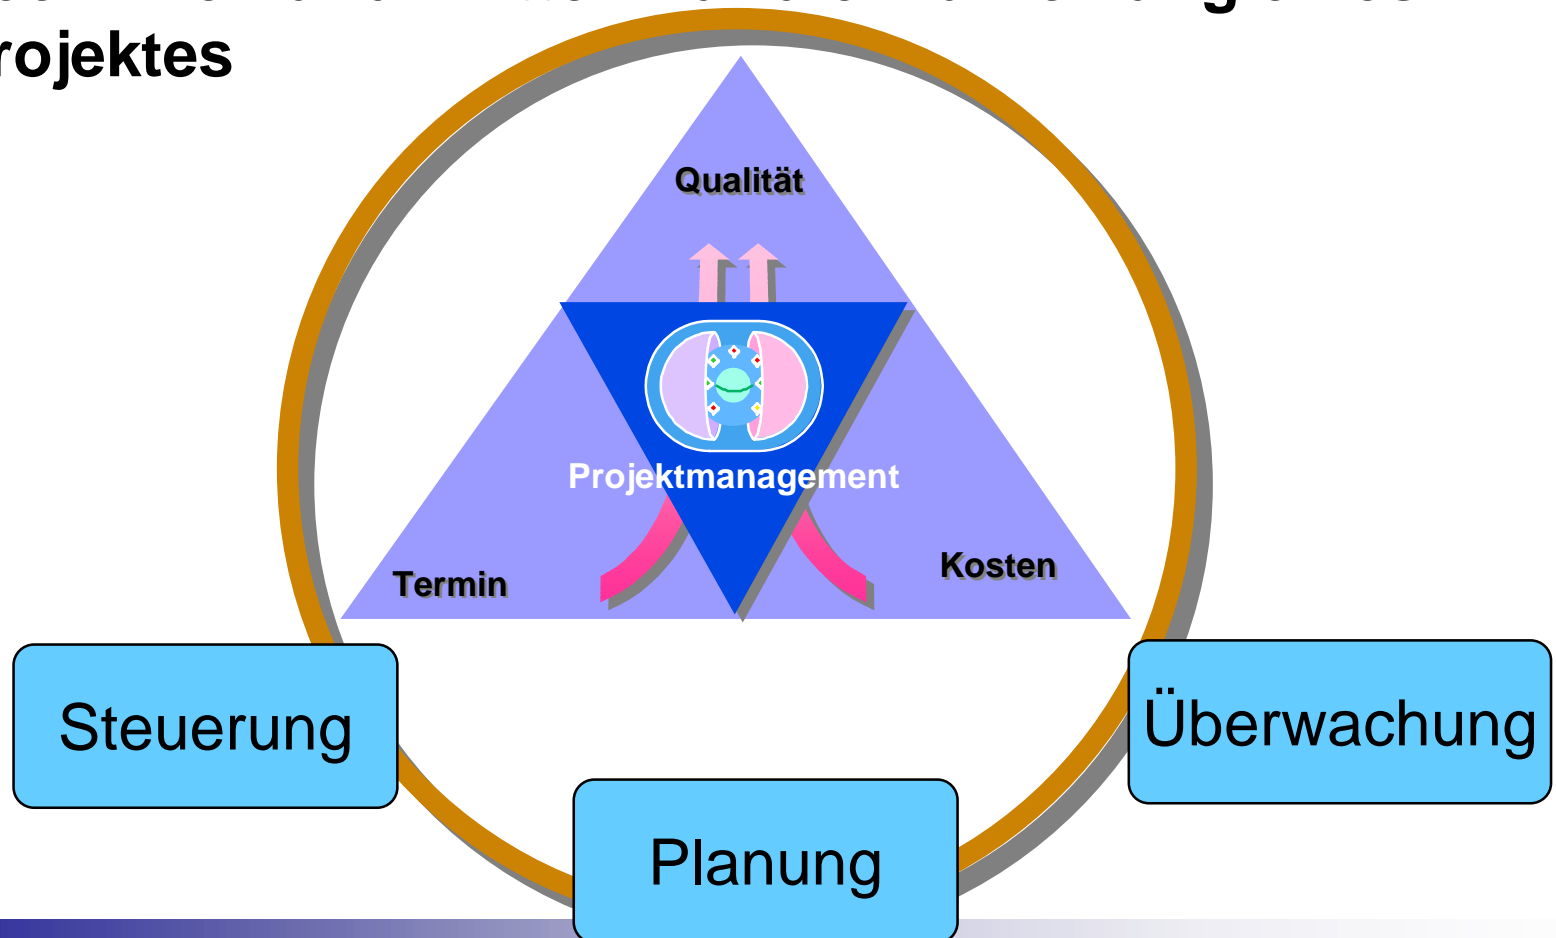 rojektes
Qualität
Projektmanagement
Termin
Kosten
Steuerung
Überwachung
Planung